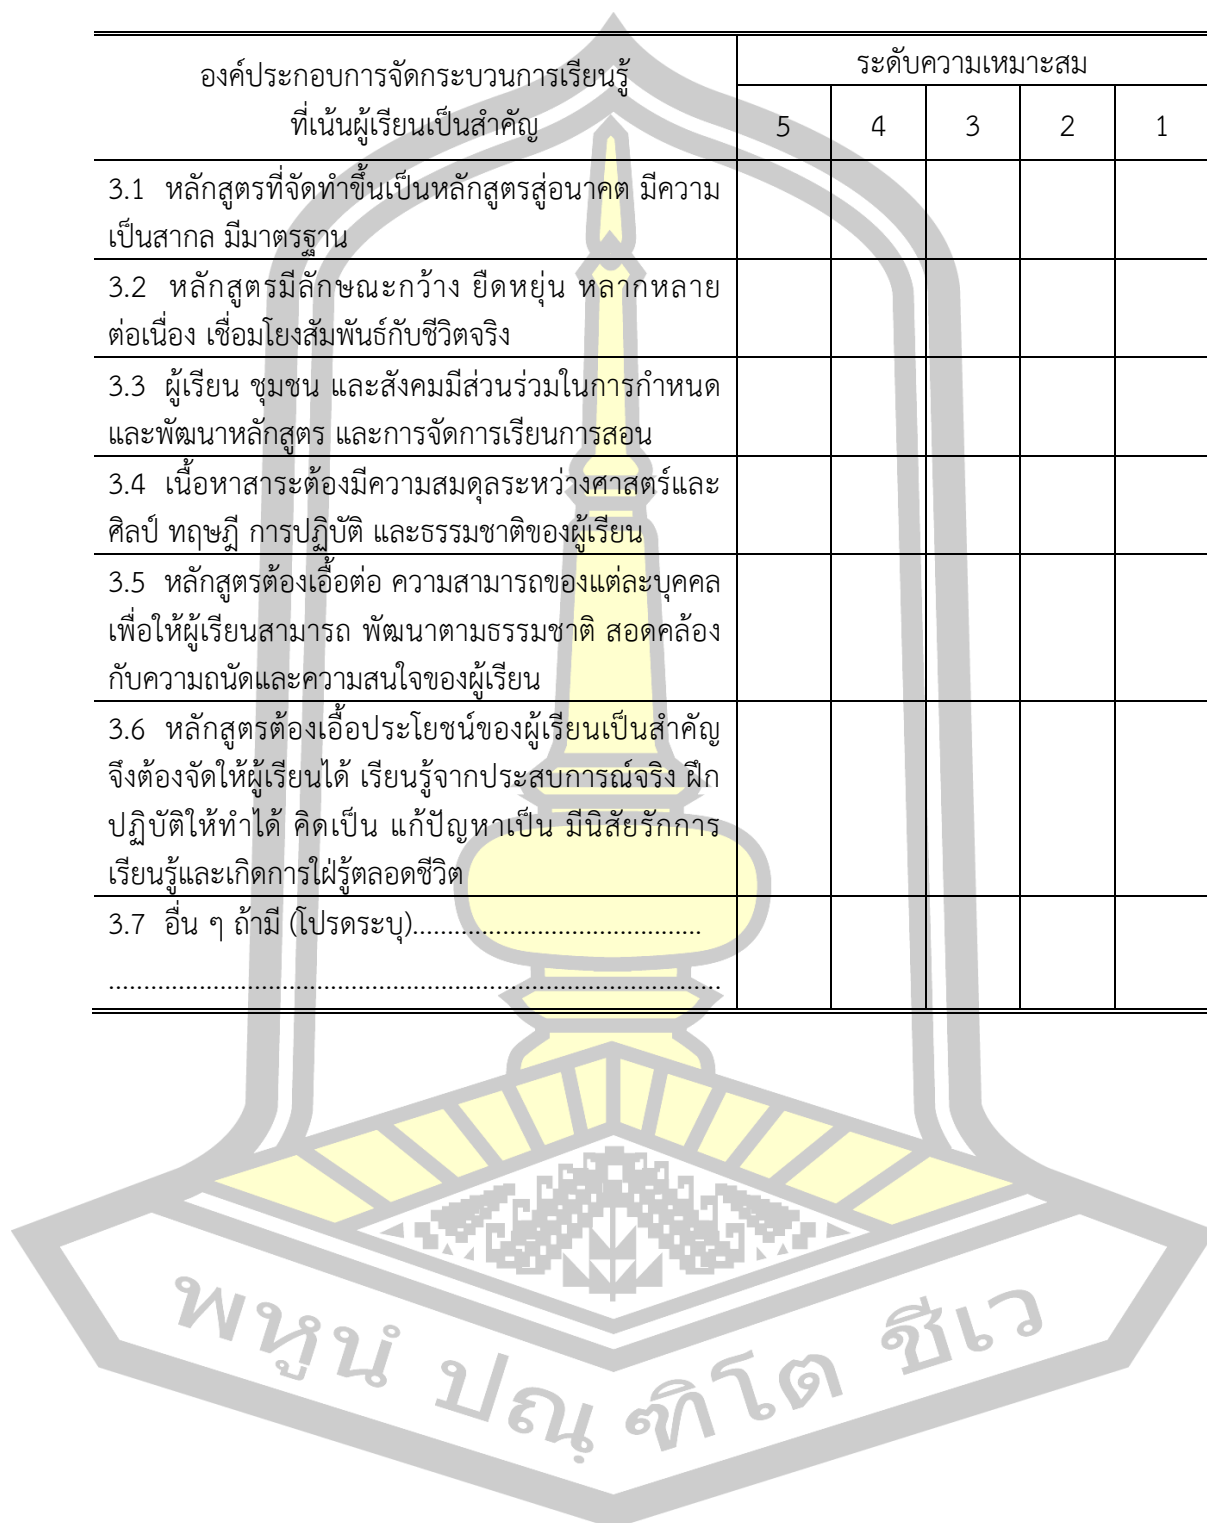 องค์ประกอบการจัดกระบวนการเรียนรู้
ที่เน้นผู้เรียนเป็นสำคัญ
ระดับความเหมาะสม
5 4 3 2 1
3.1 หลักสูตรที่จัดทำขึ้นเป็นหลักสูตรสู่อนาคต มีความ
เป็นสากล มีมาตรฐาน
3.2 หลักสูตรมีลักษณะกว้าง ยืดหยุ่น หลากหลาย
ต่อเนื่อง เชื่อมโยงสัมพันธ์กับชีวิตจริง
3.3 ผู้เรียน ชุมชน และสังคมมีส่วนร่วมในการกำหนด
และพัฒนาหลักสูตร และการจัดการเรียนการสอน
3.4 เนื้อหาสาระต้องมีความสมดุลระหว่างศาสตร์และ
ศิลป์ ทฤษฎี การปฏิบัติ และธรรมชาติของผู้เรียน
3.5 หลักสูตรต้องเอื้อต่อ ความสามารถของแต่ละบุคคล
เพื่อให้ผู้เรียนสามารถ พัฒนาตามธรรมชาติ สอดคล้อง
กับความถนัดและความสนใจของผู้เรียน
3.6 หลักสูตรต้องเอื้อประโยชน์ของผู้เรียนเป็นสำคัญ
จึงต้องจัดให้ผู้เรียนได้ เรียนรู้จากประสบการณ์จริง ฝึก
ปฏิบัติให้ทำได้ คิดเป็น แก้ปัญหาเป็น มีนิสัยรักการ
เรียนรู้และเกิดการใฝ่รู้ตลอดชีวิต
3.7 อื่น ๆ ถ้ามี (โปรดระบุ)..........................................
.........................................................................................
พหูนํ ปณฺฑิโต ชีเว